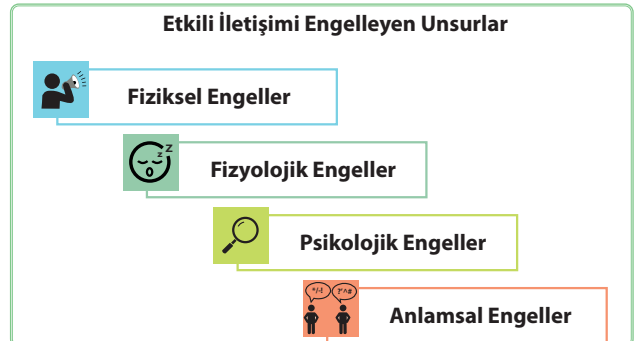 Etkili İletişimi Engelleyen Unsurlar
Fiziksel Engeller
z z
Fizyolojik Engeller
Psikolojik Engeller
Anlamsal Engeller